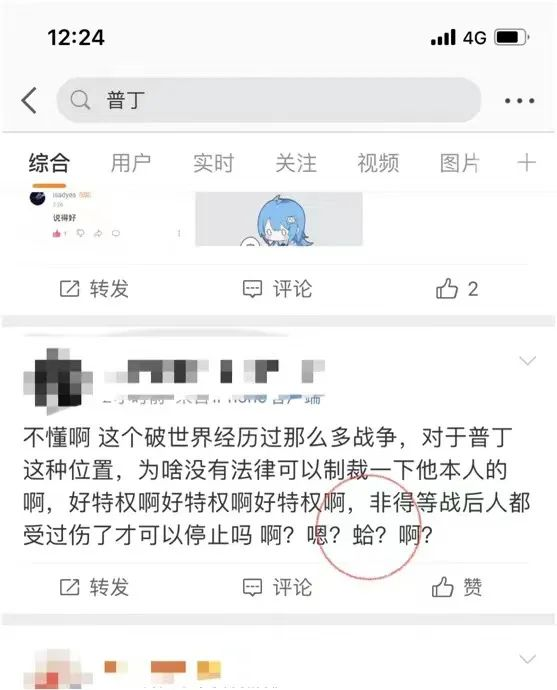 12:24
4G
普丁
综合 用户 实时 关注 视频 图片
isadyes
说得好
转发 评论 2
不懂啊 这个破世界经历过那么多战争，对于普丁
这种位置，为啥没有法律可以制裁一下他本人的
啊，好特权啊好特权啊好特权啊，非得等战后人都
受过伤了才可以停止吗 啊？嗯？蛤？啊？
转发 评论 赞